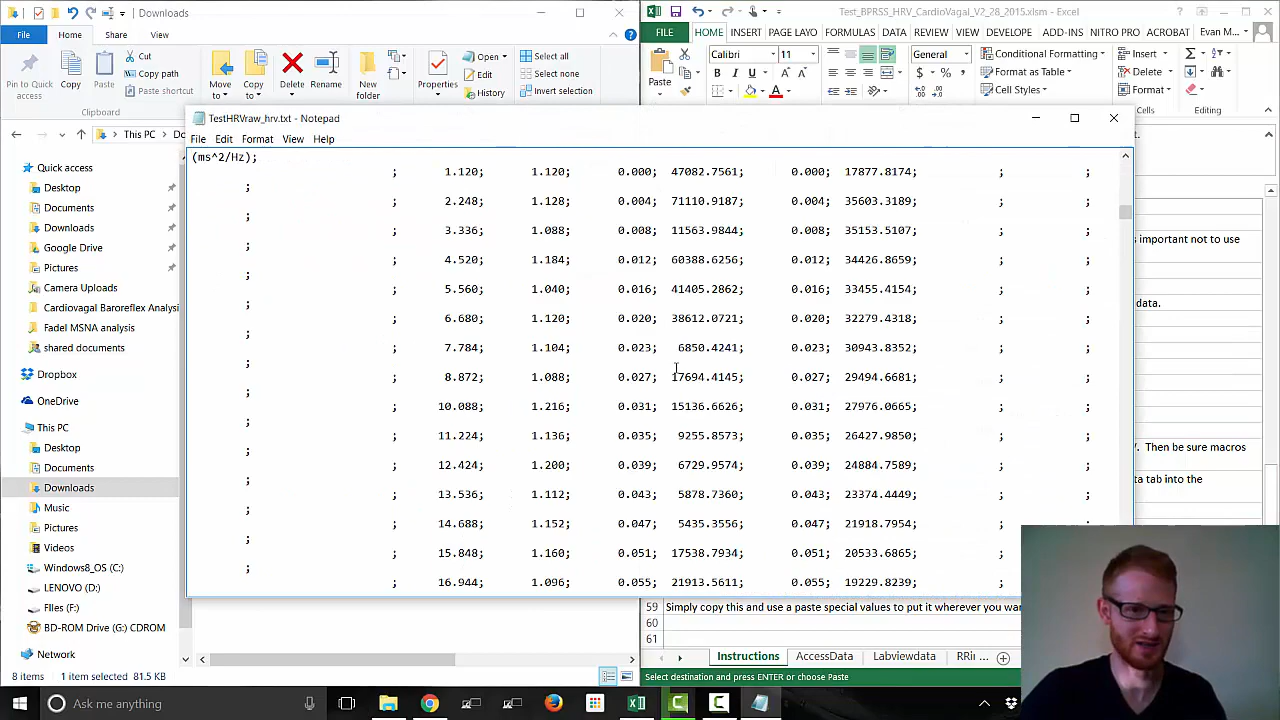 Downloads
Test_BPRSS_HRV_CardioVagal_V2_28_2015.xlsm - Excel
File Home Share View
FILE HOME INSERT PAGE LAYO FORMULAS DATA REVIEW VIEW DEVELOPE ADD-INS NITRO PRO ACROBAT Evan M...
Pin to Quick access
Copy
Paste
Cut
Copy path
Paste shortcut
Move to
Copy to
Delete
Rename
New folder
Properties
Open
Edit
History
Select all
Select none
Invert selection
Clipboard
Paste
Calibri 11
General
Conditional Formatting
Format as Table
Cell Styles
Insert
Delete
Format
Cells
Editing
TestHRVraw_hrv.txt - Notepad
File Edit Format View Help
This PC
Quick access
Desktop
Documents
Downloads
Google Drive
Pictures
Camera Uploads
Cardiovagal Baroreflex Analysis
Fadel MSNA analysis
shared documents
Dropbox
OneDrive
This PC
Desktop
Documents
Downloads
Music
Pictures
Videos
Windows8_OS (C:)
LENOVO (D:)
FIles (F:)
BD-ROM Drive (G:) CDROM
Network
8 items 1 item selected 81.5 KB
(ms^2/Hz);
; 1.120; 1.120; 0.000; 47082.7561; 0.000; 17877.8174; ; ;
;
; 2.248; 1.128; 0.004; 71110.9187; 0.004; 35603.3189; ; ;
;
; 3.336; 1.088; 0.008; 11563.9844; 0.008; 35153.5107; ; ;
;
; 4.520; 1.184; 0.012; 60388.6256; 0.012; 34426.8659; ; ;
;
; 5.560; 1.040; 0.016; 41405.2862; 0.016; 33455.4154; ; ;
;
; 6.680; 1.120; 0.020; 38612.0721; 0.020; 32279.4318; ; ;
;
; 7.784; 1.104; 0.023; 6850.4241; 0.023; 30943.8352; ; ;
;
; 8.872; 1.088; 0.027; 17694.4145; 0.027; 29494.6681; ; ;
;
; 10.088; 1.216; 0.031; 15136.6626; 0.031; 27976.0665; ; ;
;
; 11.224; 1.136; 0.035; 9255.8573; 0.035; 26427.9850; ; ;
;
; 12.424; 1.200; 0.039; 6729.9574; 0.039; 24884.7589; ; ;
;
; 13.536; 1.112; 0.043; 5878.7360; 0.043; 23374.4449; ; ;
;
; 14.688; 1.152; 0.047; 5435.3556; 0.047; 21918.7954; ; ;
;
; 15.848; 1.160; 0.051; 17538.7934; 0.051; 20533.6865; ; ;
;
; 16.944; 1.096; 0.055; 21913.5611; 0.055; 19229.8239; ;
s important not to use
data.
. Then be sure macros
ta tab into the
59 Simply copy this and use a paste special values to put it wherever you wan
60
61
Instructions AccessData Labviewdata RRin ...
Select destination and press ENTER or choose Paste
Ask me anything